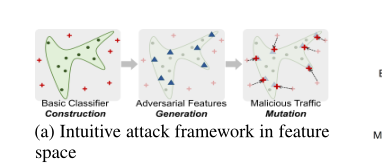 Basic Classifier Adversarial Features Malicious Traffic
Construction Generation Mutation
(a) Intuitive attack framework in feature
space
E
M